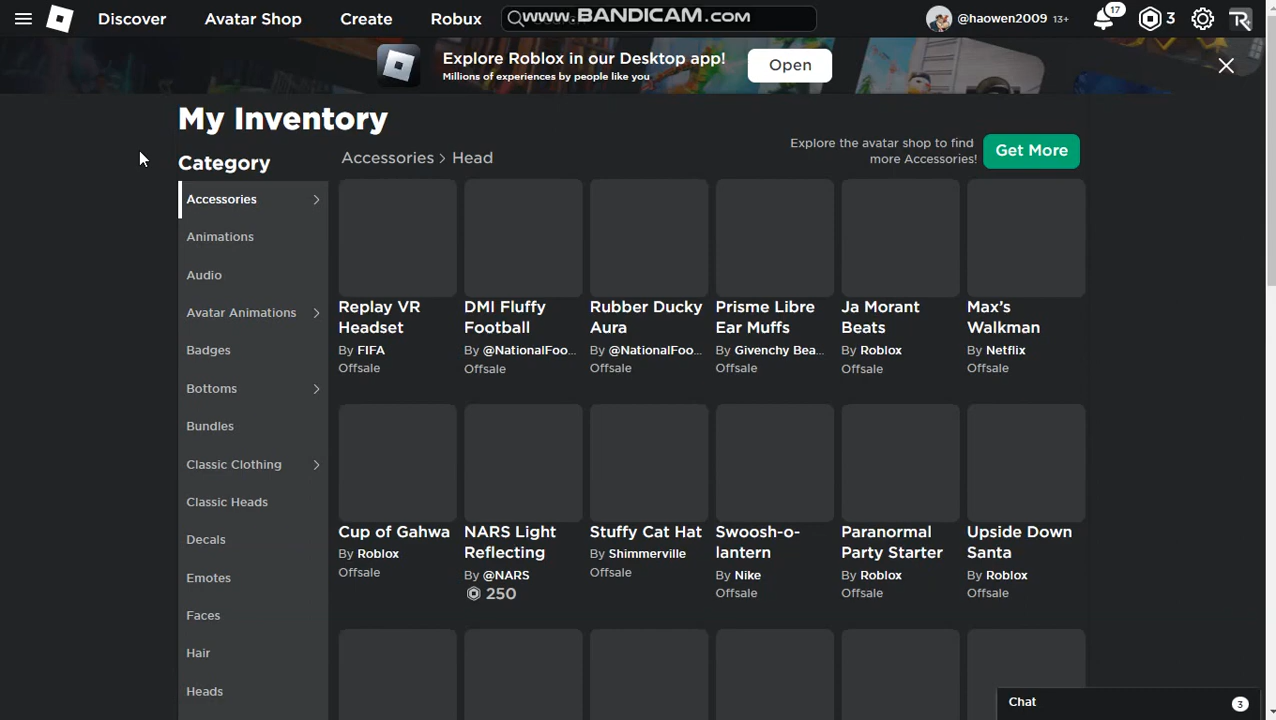 Discover
Avatar Shop
Create
Robux
www.BANDICAM.com
@haowen2009 13+
17
3
Explore Roblox in our Desktop app!
Millions of experiences by people like you
Open
My Inventory
Category
Accessories > Head
Explore the avatar shop to find
more Accessories!
Get More
Accessories
Animations
Audio
Avatar Animations
Badges
Bottoms
Bundles
Classic Clothing
Classic Heads
Decals
Emotes
Faces
Hair
Heads
Replay VR
Headset
By FIFA
Offsale
DMI Fluffy
Football
By @NationalFoo...
Offsale
Rubber Ducky
Aura
By @NationalFoo...
Offsale
Prisme Libre
Ear Muffs
By Givenchy Bea...
Offsale
Ja Morant
Beats
By Roblox
Offsale
Max’s
Walkman
By Netflix
Offsale
Cup of Gahwa
By Roblox
Offsale
NARS Light
Reflecting
By @NARS
250
Stuffy Cat Hat
By Shimmerville
Offsale
Swoosh-o-
lantern
By Nike
Offsale
Paranormal
Party Starter
By Roblox
Offsale
Upside Down
Santa
By Roblox
Offsale
Chat
3